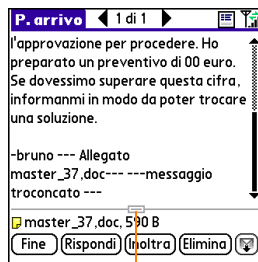 P. arrivo 1 di 1
l'approvazione per procedere. Ho
preparato un preventivo di 00 euro.
Se dovessimo superare questa cifra,
informanmi in modo da poter trocare
una soluzione.
-bruno --- Allegato
master_37,doc--- ---messaggio
troconcato ---
master_37,doc, 590 B
Fine Rispondi Inoltra Elimina